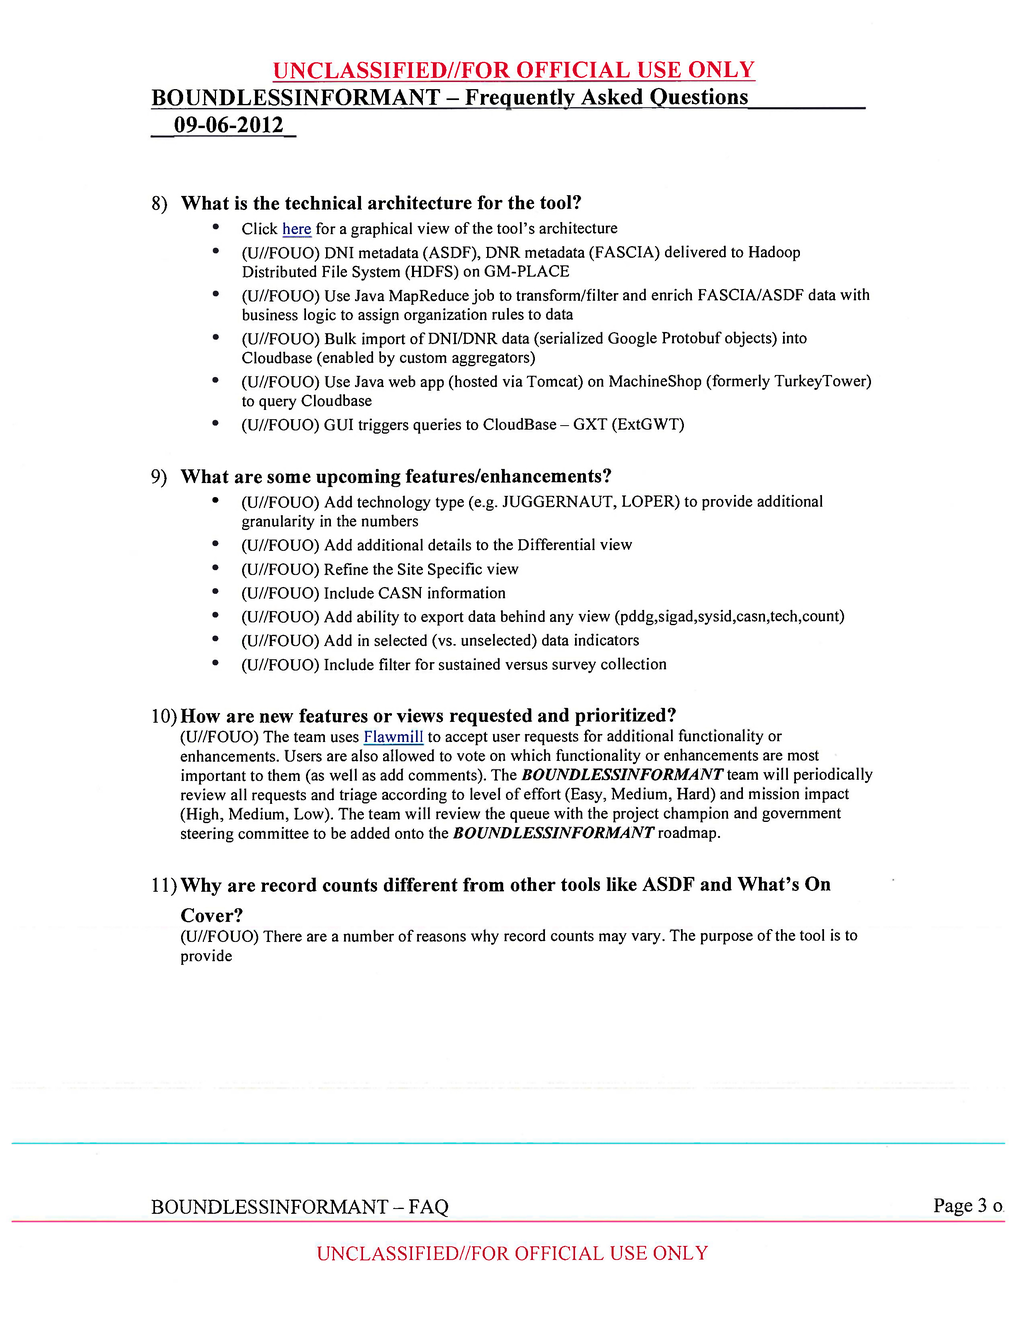 UNCLASSIFIED//FOR OFFICIAL USE ONLY
BOUNDLESSINFORMANT – Frequently Asked Questions
09-06-2012
8) What is the technical architecture for the tool?
• Click here for a graphical view of the tool's architecture
• (U//FOUO) DNI metadata (ASDF), DNR metadata (FASCIA) delivered to Hadoop
Distributed File System (HDFS) on GM-PLACE
• (U//FOUO) Use Java MapReduce job to transform/filter and enrich FASCIA/ASDF data with
business logic to assign organization rules to data
• (U//FOUO) Bulk import of DNI/DNR data (serialized Google Protobuf objects) into
Cloudbase (enabled by custom aggregators)
• (U//FOUO) Use Java web app (hosted via Tomcat) on MachineShop (formerly TurkeyTower)
to query Cloudbase
• (U//FOUO) GUI triggers queries to CloudBase – GXT (ExtGWT)
9) What are some upcoming features/enhancements?
• (U//FOUO) Add technology type (e.g. JUGGERNAUT, LOPER) to provide additional
granularity in the numbers
• (U//FOUO) Add additional details to the Differential view
• (U//FOUO) Refine the Site Specific view
• (U//FOUO) Include CASN information
• (U//FOUO) Add ability to export data behind any view (pddg,sigad,sysid,casn,tech,count)
• (U//FOUO) Add in selected (vs. unselected) data indicators
• (U//FOUO) Include filter for sustained versus survey collection
10) How are new features or views requested and prioritized?
(U//FOUO) The team uses Flawmill to accept user requests for additional functionality or
enhancements. Users are also allowed to vote on which functionality or enhancements are most
important to them (as well as add comments). The BOUNDLESSINFORMANT team will periodically
review all requests and triage according to level of effort (Easy, Medium, Hard) and mission impact
(High, Medium, Low). The team will review the queue with the project champion and government
steering committee to be added onto the BOUNDLESSINFORMANT roadmap.
11) Why are record counts different from other tools like ASDF and What's On
Cover?
(U//FOUO) There are a number of reasons why record counts may vary. The purpose of the tool is to
provide
BOUNDLESSINFORMANT – FAQ Page 3 o
UNCLASSIFIED//FOR OFFICIAL USE ONLY